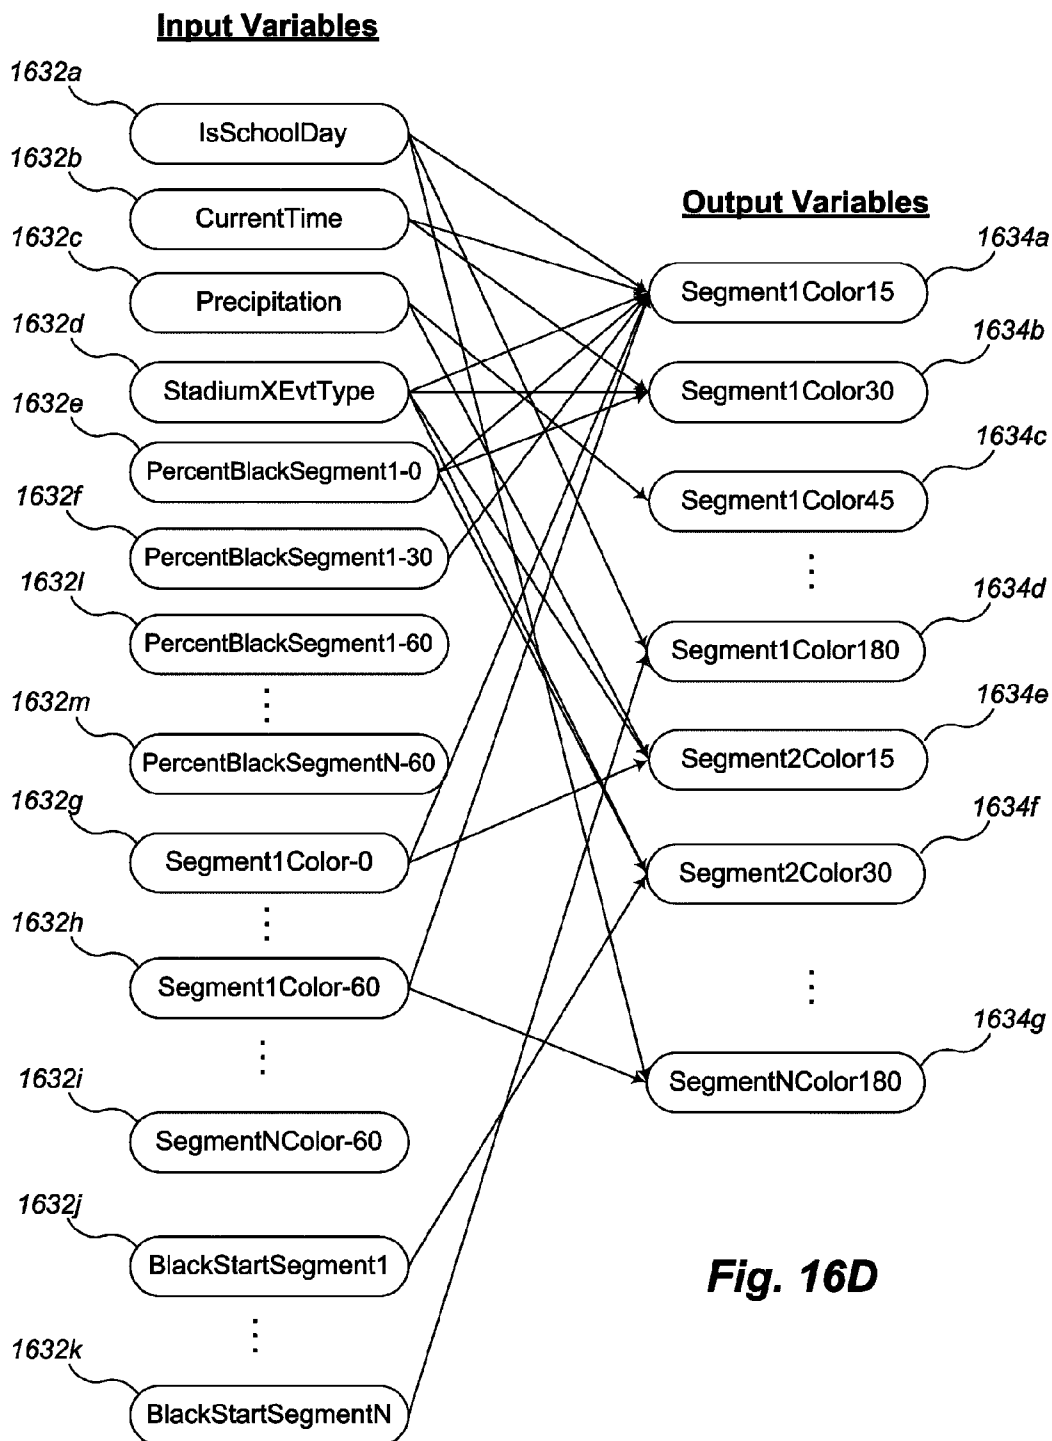 Input Variables
1632a
IsSchoolDay
1632b
CurrentTime
1632c
Precipitation
1632d
StadiumXEvtType
1632e
PercentBlackSegment1-0
1632f
PercentBlackSegment1-30
1632l
PercentBlackSegment1-60
1632m
PercentBlackSegmentN-60
1632g
Segment1Color-0
1632h
Segment1Color-60
1632i
SegmentNColor-60
1632j
BlackStartSegment1
1632k
BlackStartSegmentN
Output Variables
1634a
Segment1Color15
1634b
Segment1Color30
1634c
Segment1Color45
1634d
Segment1Color180
1634e
Segment2Color15
1634f
Segment2Color30
1634g
SegmentNColor180
Fig. 16D